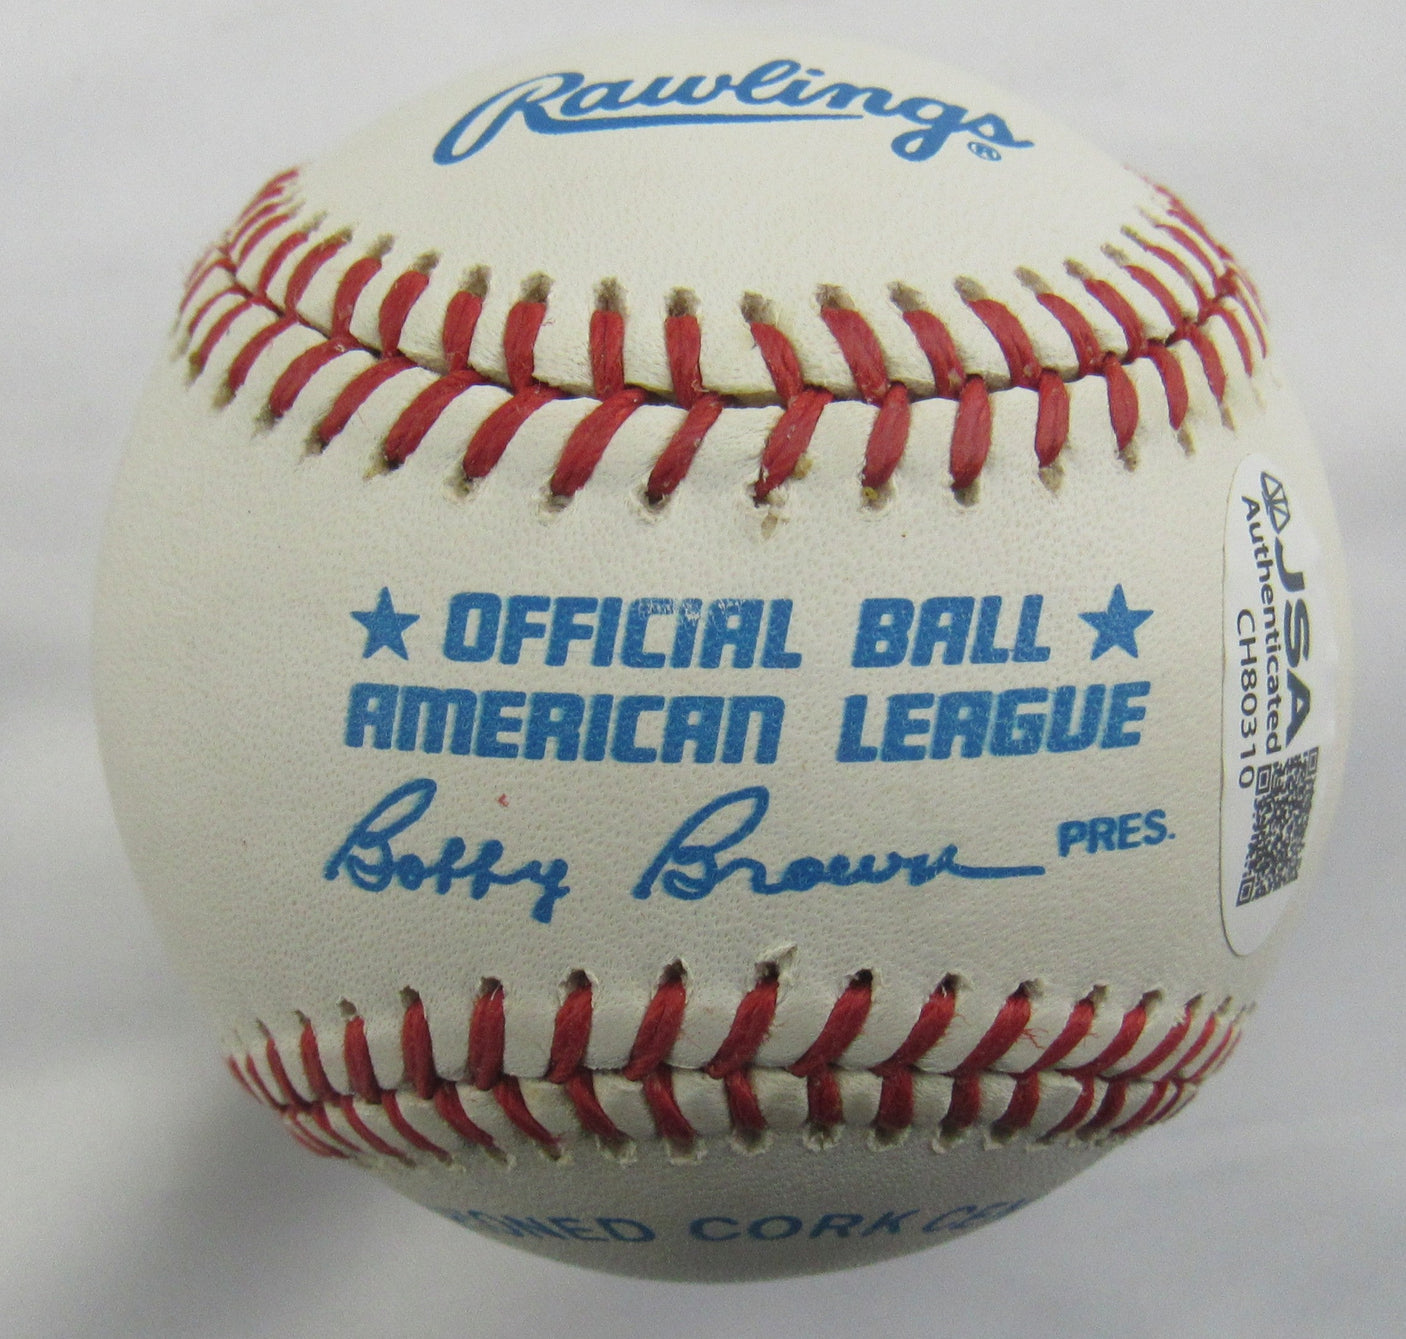 Rawlings®
★ OFFICIAL BALL ★
AMERICAN LEAGUE
Bobby Brown PRES.
JSA
Authenticated
CH80310
CORK